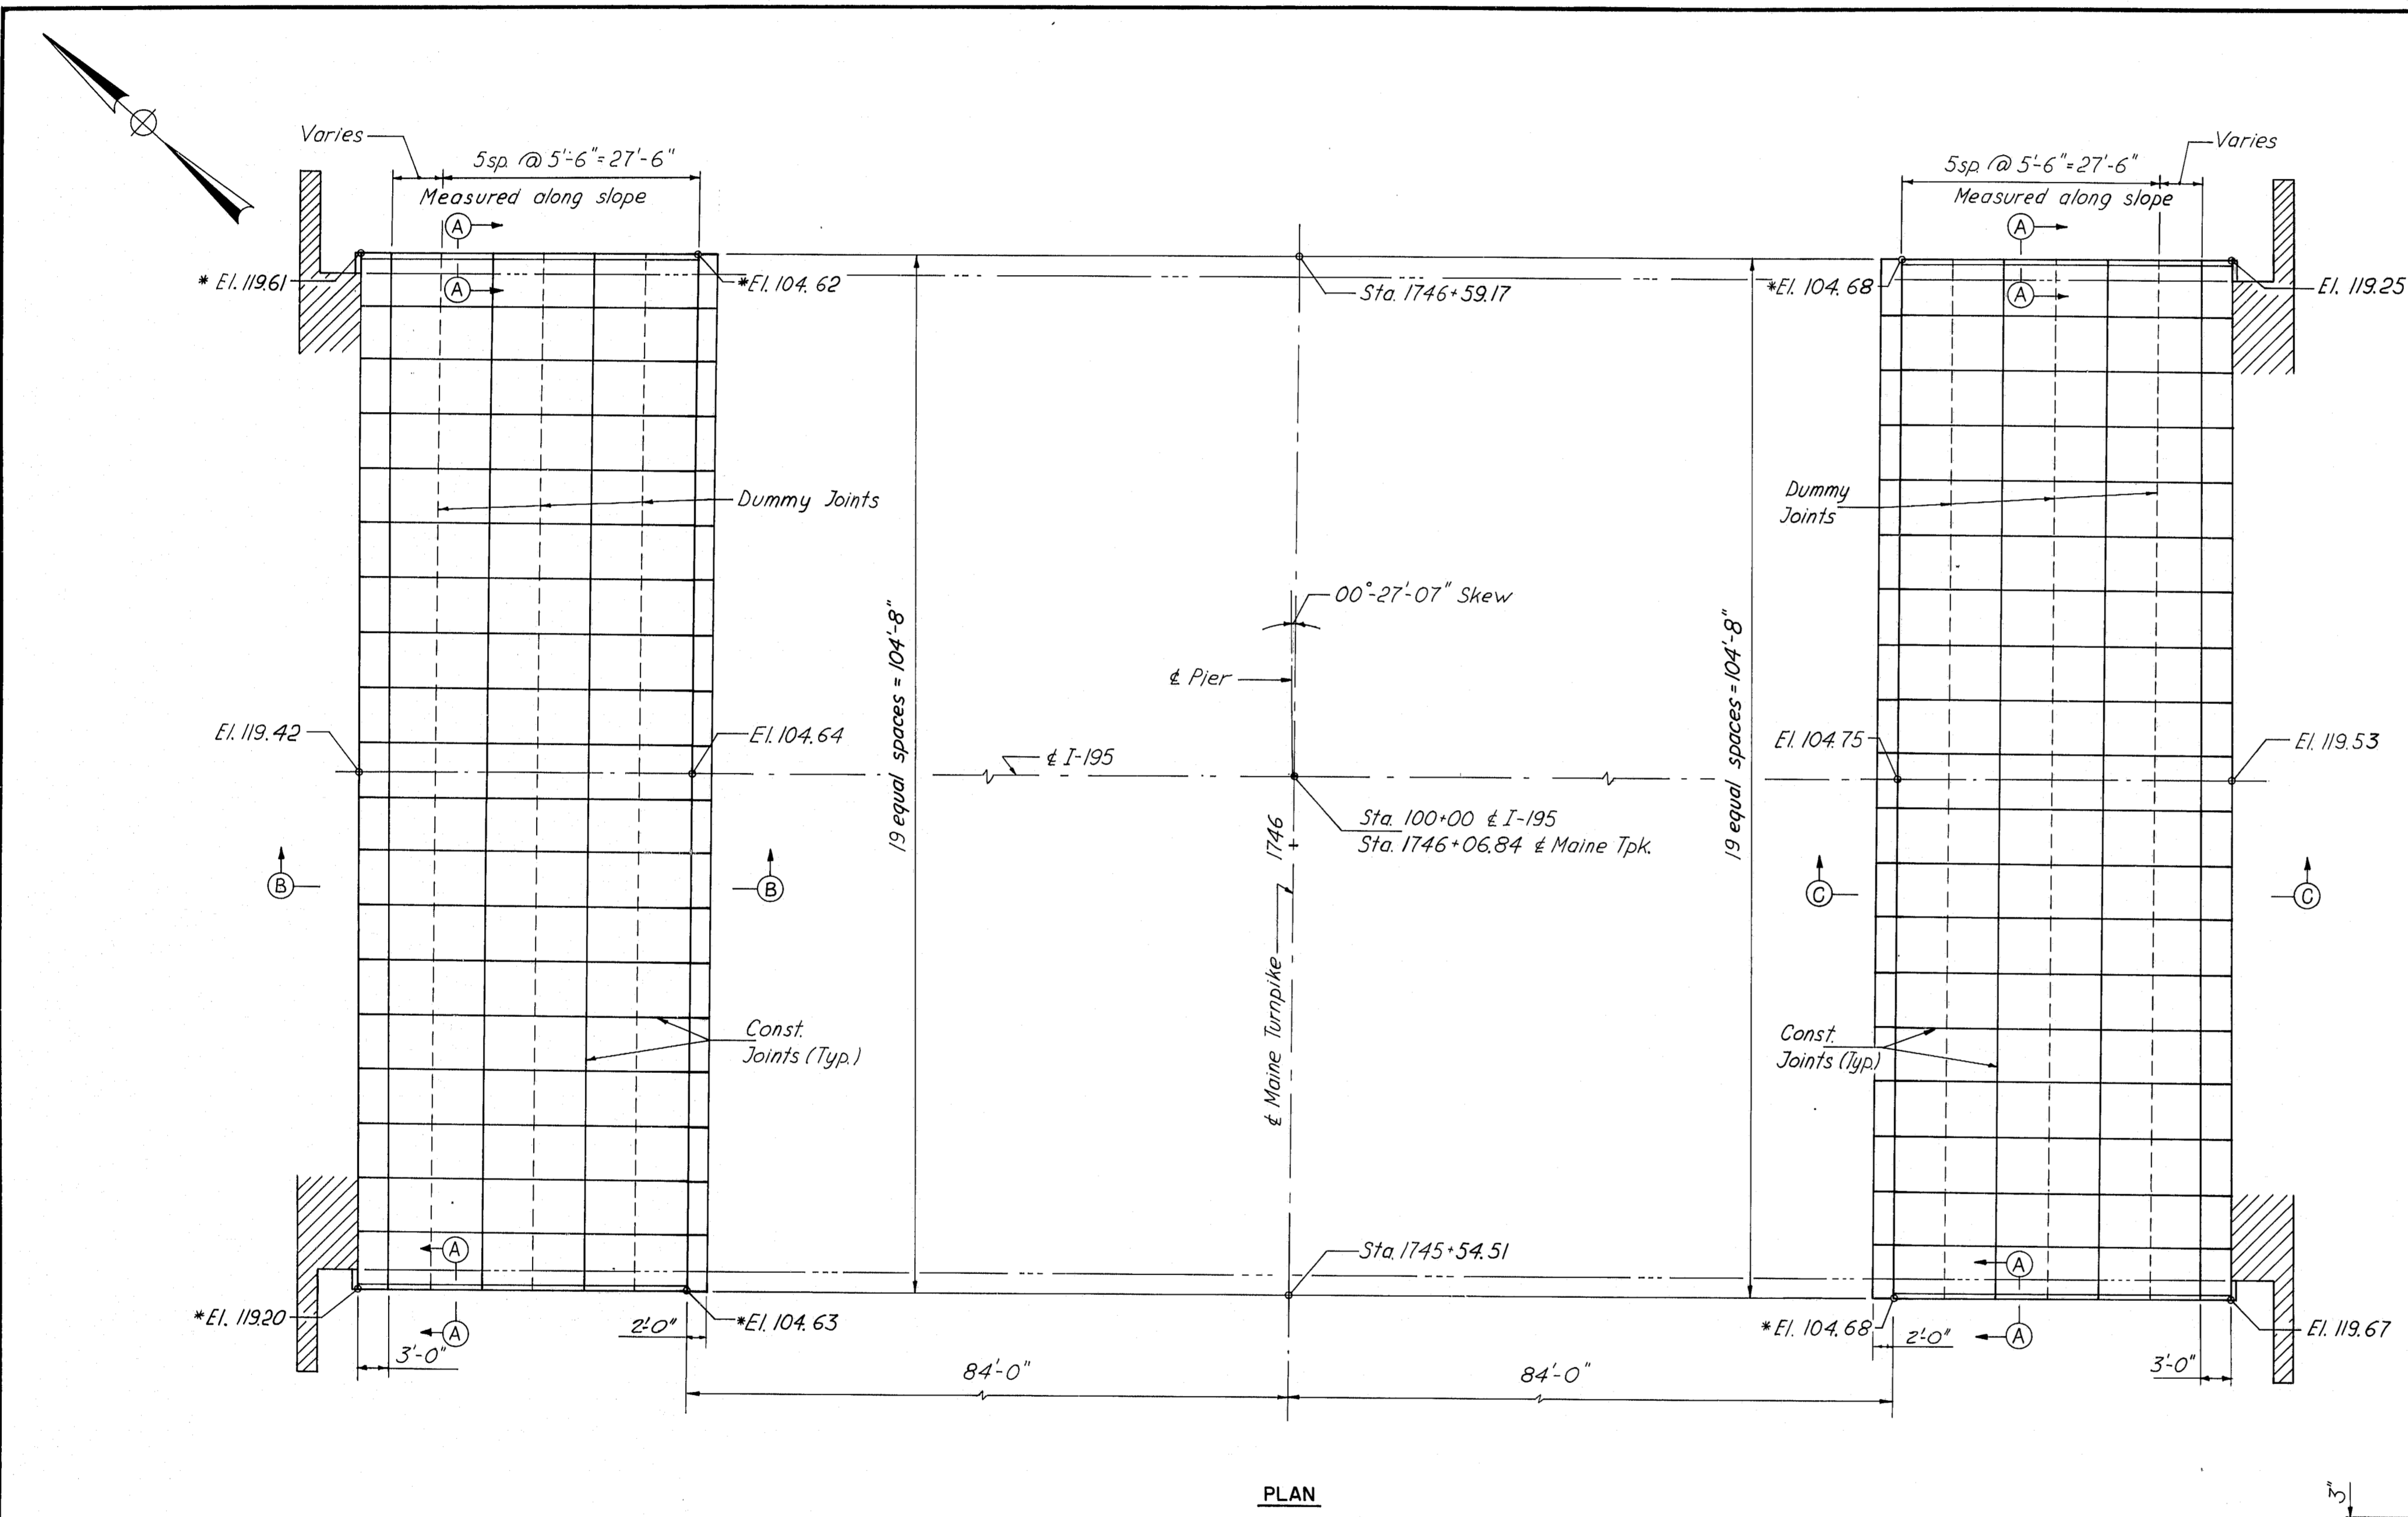 Varies
5 sp. @ 5'-6" = 27'-6"
Measured along slope
A
A
* El. 119.61
*El. 104.62
Sta. 1746+59.17
5 sp. @ 5'-6" = 27'-6"
Varies
Measured along slope
A
A
*El. 104.68
El. 119.25
Dummy Joints
Dummy
Joints
00°-27'-07" Skew
℄ Pier
19 equal spaces = 104'-8"
19 equal spaces = 104'-8"
El. 119.42
El. 104.64
℄ I-195
El. 104.75
El. 119.53
Sta. 100+00 ℄ I-195
Sta. 1746+06.84 ℄ Maine Tpk.
1746
B
B
C
C
℄ Maine Turnpike
Const.
Joints (Typ.)
Const.
Joints (Typ.)
A
A
Sta. 1745+54.51
A
A
*El. 119.20
*El. 104.63
2'-0"
3'-0"
*El. 104.68
2'-0"
El. 119.67
3'-0"
84'-0"
84'-0"
PLAN
3"